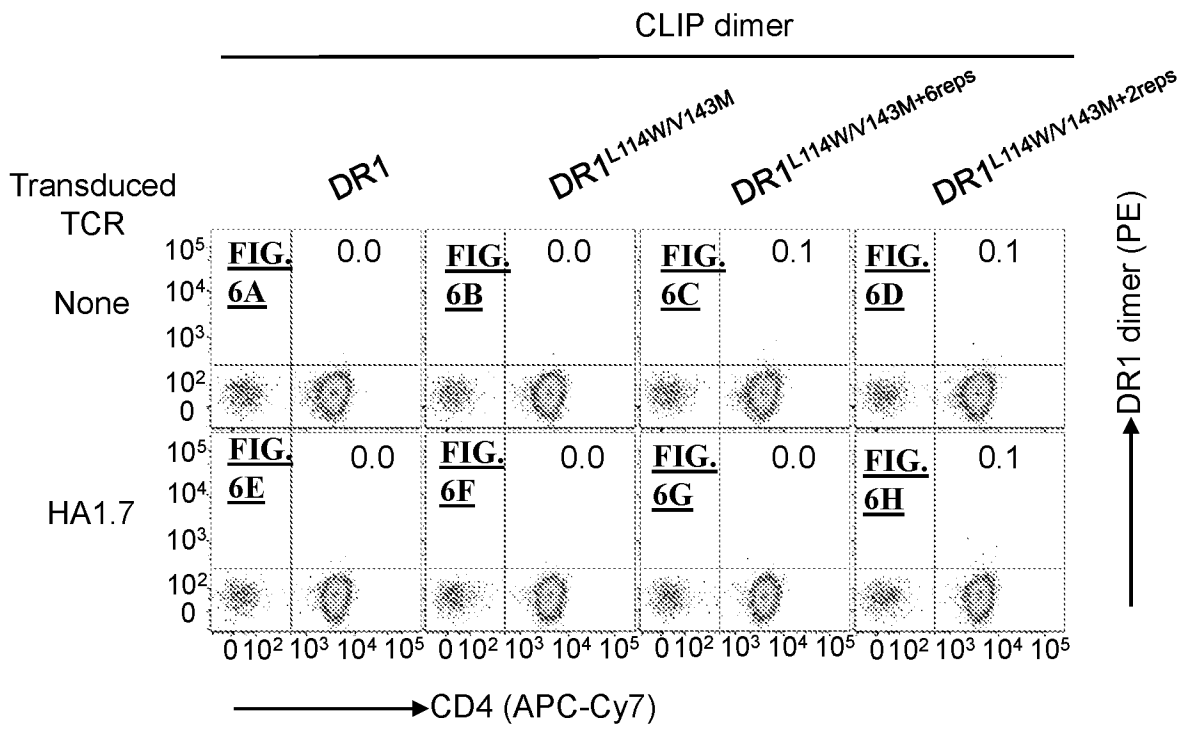 CLIP dimer
DR1
DR1L114W/V143M
DR1L114W/V143M+6reps
DR1L114W/V143M+2reps
Transduced
TCR
None
HA1.7
10⁵
10⁴
10³
10²
0
FIG.
6A
0.0
FIG.
6B
0.0
FIG.
6C
0.1
FIG.
6D
0.1
10⁵
10⁴
10³
10²
0
FIG.
6E
0.0
FIG.
6F
0.0
FIG.
6G
0.0
FIG.
6H
0.1
0 10² 10³ 10⁴ 10⁵
0 10² 10³ 10⁴ 10⁵
0 10² 10³ 10⁴ 10⁵
0 10² 10³ 10⁴ 10⁵
CD4 (APC-Cy7)
DR1 dimer (PE)